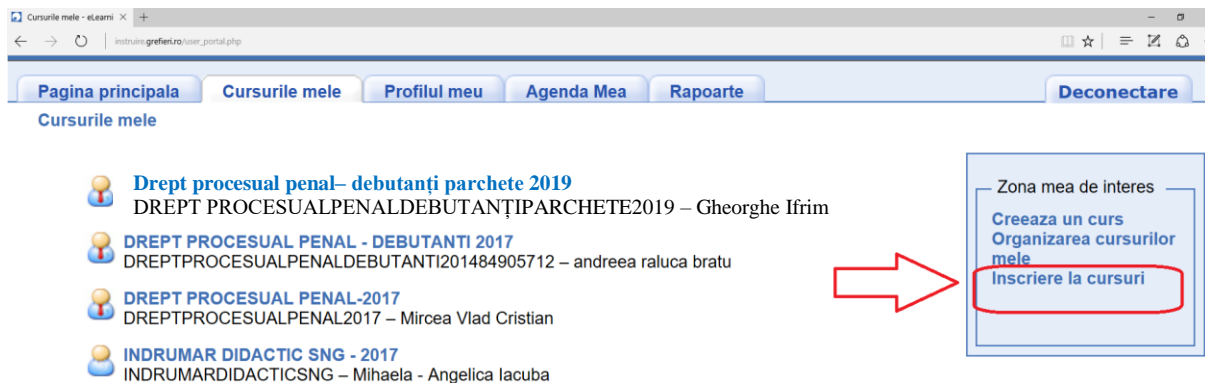 Cursurile mele - eLearni
instruire.grefieri.ro/user_portal.php
Pagina principala Cursurile mele Profilul meu Agenda Mea Rapoarte Deconectare
Cursurile mele
Drept procesual penal– debutanți parchete 2019
DREPT PROCESUALPENALDEBUTANȚIPARCHETE2019 – Gheorghe Ifrim
DREPT PROCESUAL PENAL - DEBUTANTI 2017
DREPTPROCESUALPENALDEBUTANTI201484905712 – andreea raluca bratu
DREPT PROCESUAL PENAL-2017
DREPTPROCESUALPENAL2017 – Mircea Vlad Cristian
INDRUMAR DIDACTIC SNG - 2017
INDRUMARDIDACTICSNG – Mihaela - Angelica Iacuba
Zona mea de interes
Creeaza un curs
Organizarea cursurilor
mele
Inscriere la cursuri